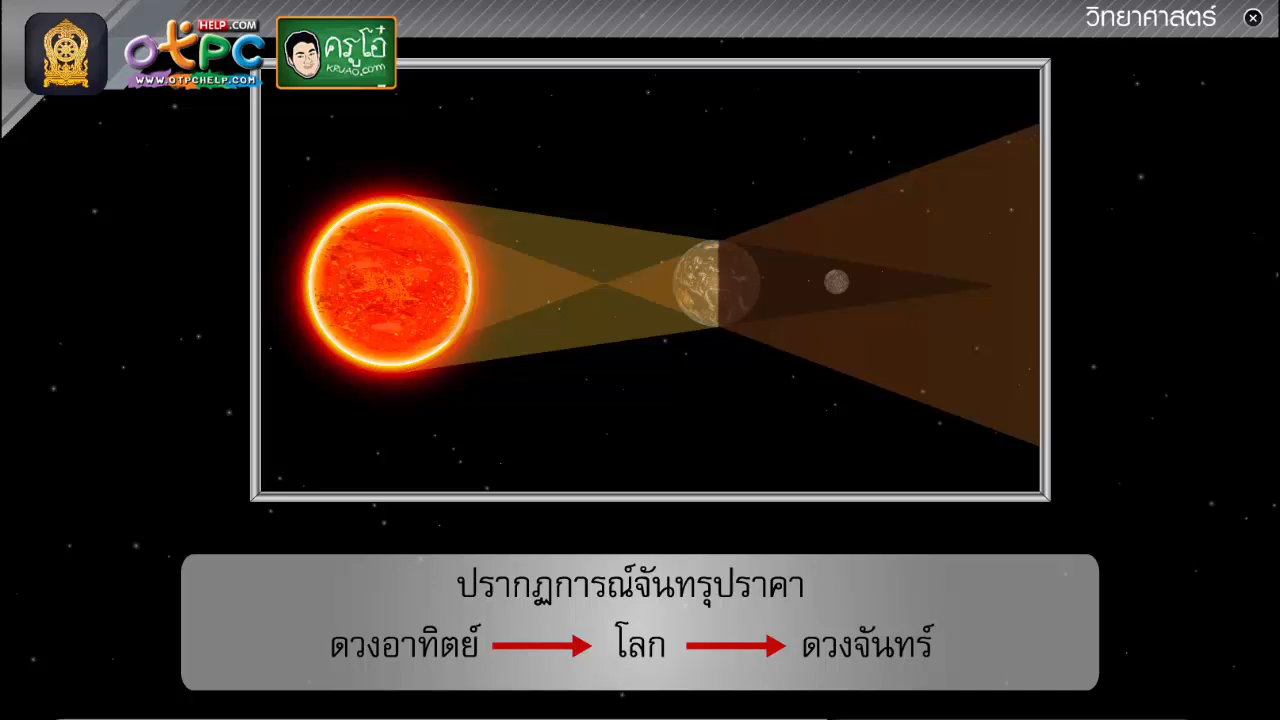 วิทยาศาสตร์
HELP.COM
OTPC
WWW.OTPCHELP.COM
ครูโอ๋
KRUAO.COM
ปรากฏการณ์จันทรุปราคา
ดวงอาทิตย์ โลก ดวงจันทร์